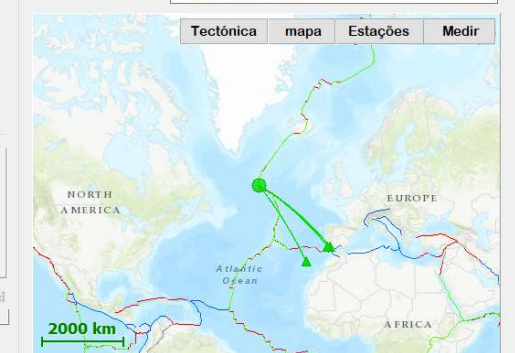 Tectónica mapa Estações Medir
NORTH
AMERICA
EUROPE
Atlantic
Ocean
AFRICA
2000 km